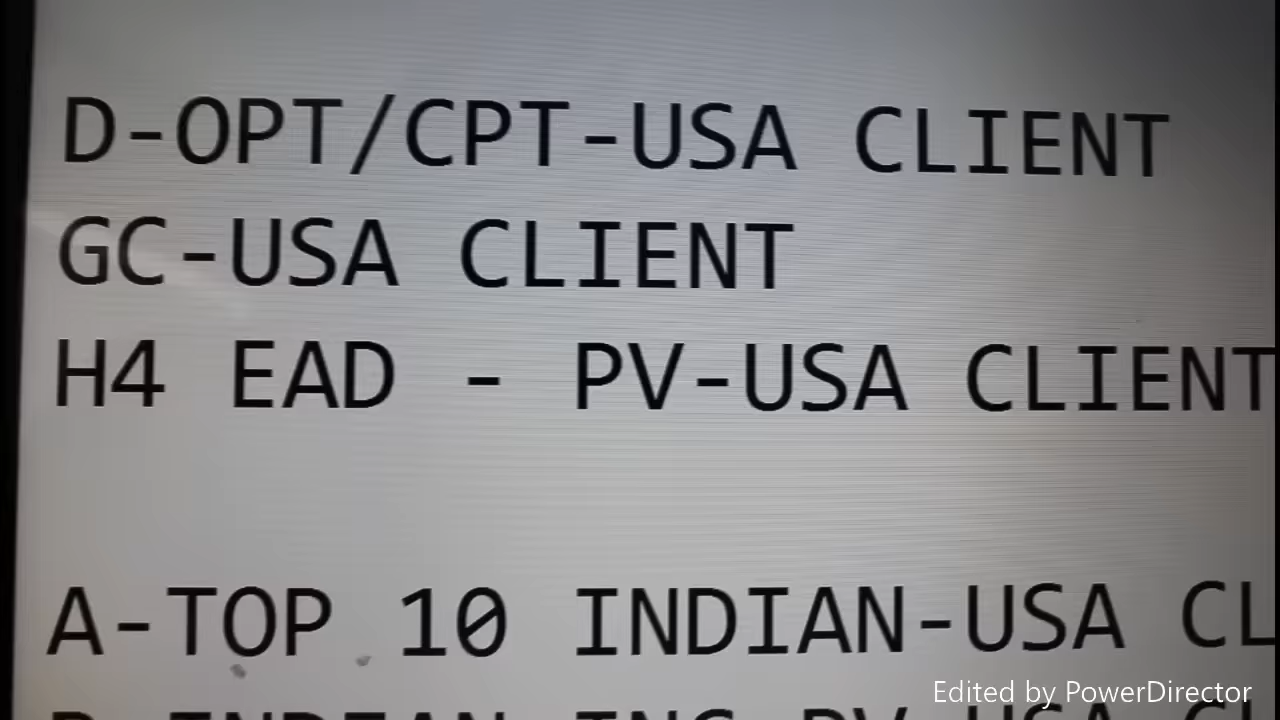 D-OPT/CPT-USA CLIENT
GC-USA CLIENT
H4 EAD - PV-USA CLIENT
A-TOP 10 INDIAN-USA CL
Edited by PowerDirector